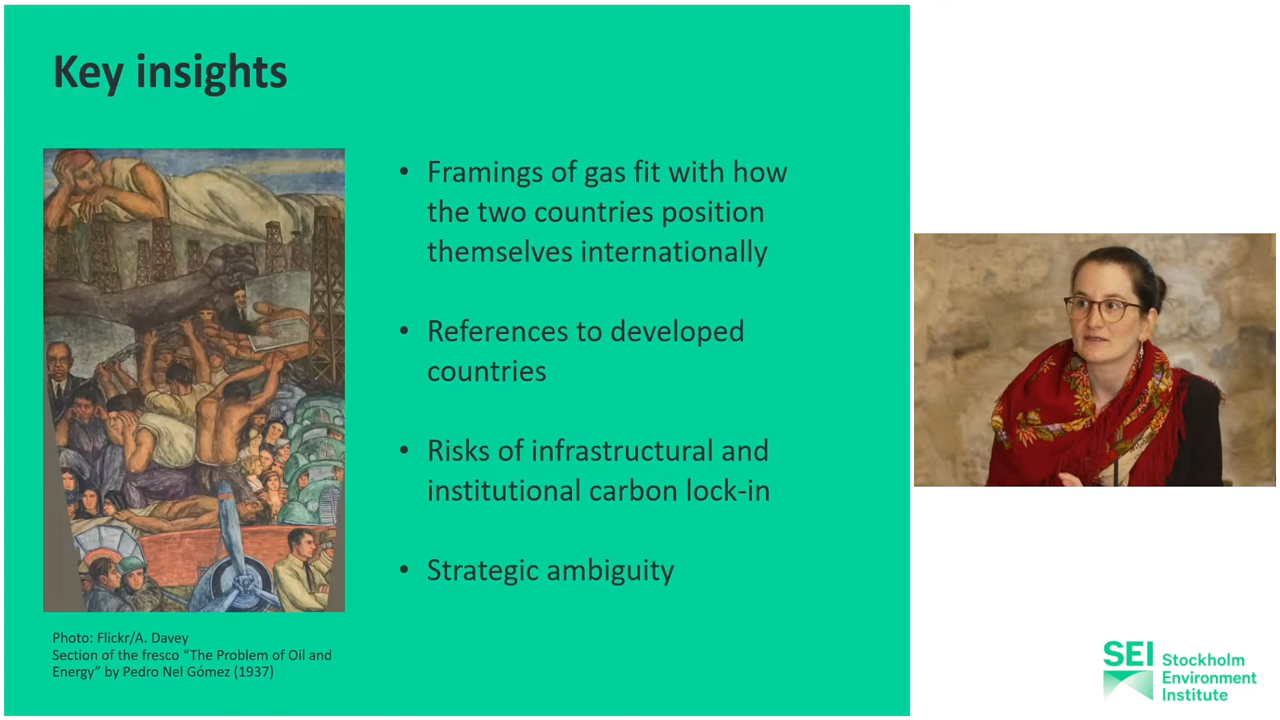 Key insights
• Framings of gas fit with how
the two countries position
themselves internationally
• References to developed
countries
• Risks of infrastructural and
institutional carbon lock-in
• Strategic ambiguity
Photo: Flickr/A. Davey
Section of the fresco “The Problem of Oil and
Energy” by Pedro Nel Gómez (1937)
SEI Stockholm
Environment
Institute